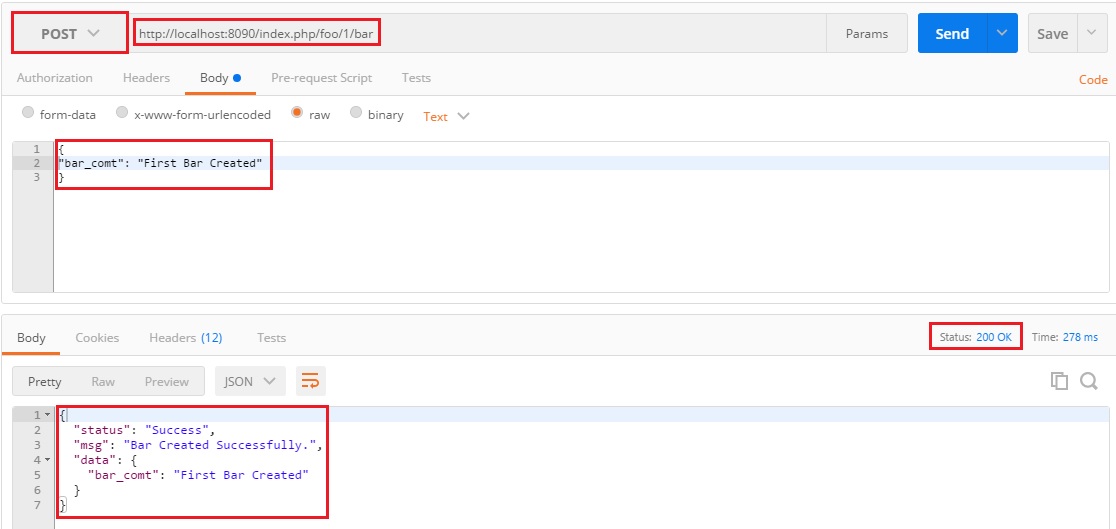 POST http://localhost:8090/index.php/foo/1/bar Params Send Save
Authorization Headers Body Pre-request Script Tests Code
form-data x-www-form-urlencoded raw binary Text
1 {
2 "bar_comt": "First Bar Created"
3 }
Body Cookies Headers (12) Tests Status: 200 OK Time: 278 ms
Pretty Raw Preview JSON
1 {
2 "status": "Success",
3 "msg": "Bar Created Successfully.",
4 "data": {
5 "bar_comt": "First Bar Created"
6 }
7 }